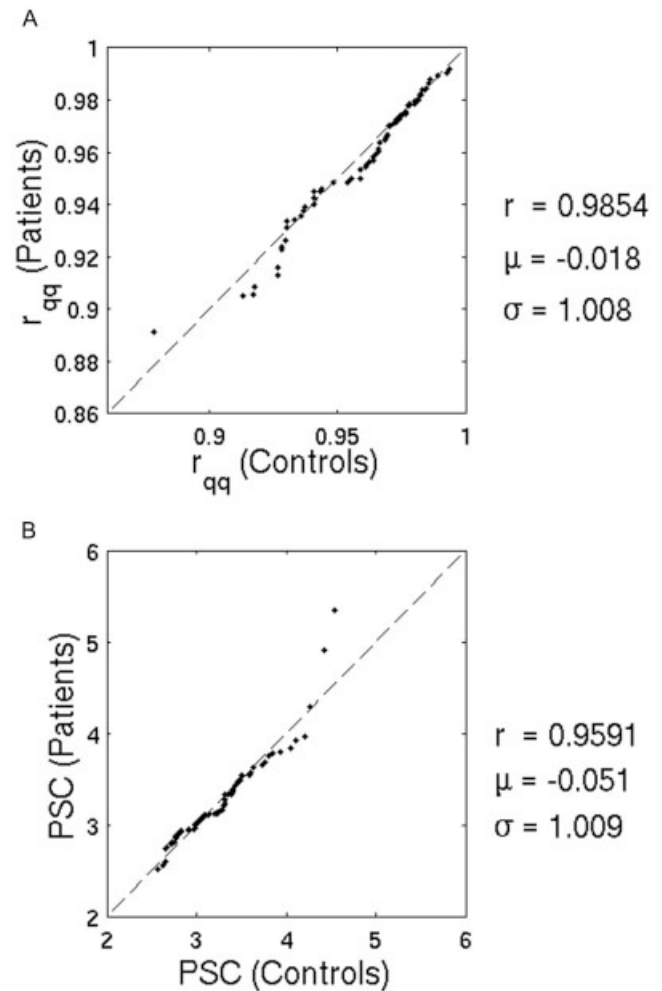 A
1
0.98
0.96
0.94
0.92
0.9
0.88
0.86
r_qq (Patients)
0.9 0.95 1
r_qq (Controls)
r = 0.9854
μ = -0.018
σ = 1.008
B
6
5
4
3
2
PSC (Patients)
2 3 4 5 6
PSC (Controls)
r = 0.9591
μ = -0.051
σ = 1.009